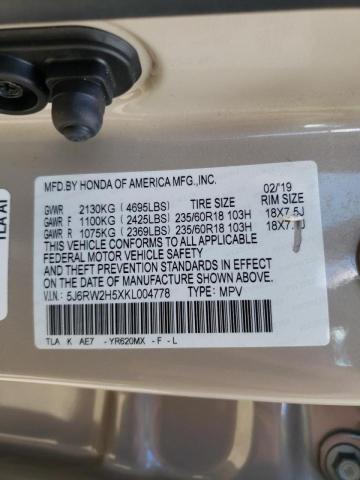 MFD.BY HONDA OF AMERICA MFG.,INC.
02/19
TIRE SIZE RIM SIZE
GVWR 2130KG (4695LBS)
GAWR F 1100KG (2425LBS) 235/60R18 103H 18X7.5J
GAWR R 1075KG (2369LBS) 235/60R18 103H 18X7.
THIS VEHICLE CONFORMS TO ALL APPLICABLE
FEDERAL MOTOR VEHICLE SAFETY
AND THEFT PREVENTION STANDARDS IN EFFECT
ON THE DATE OF MANUFACTURE SHOWN ABOVE.
V.I.N: 5J6RW2H5XKL004778 TYPE: MPV
TLA K AE7 - YR620MX - F - L
TLA AT